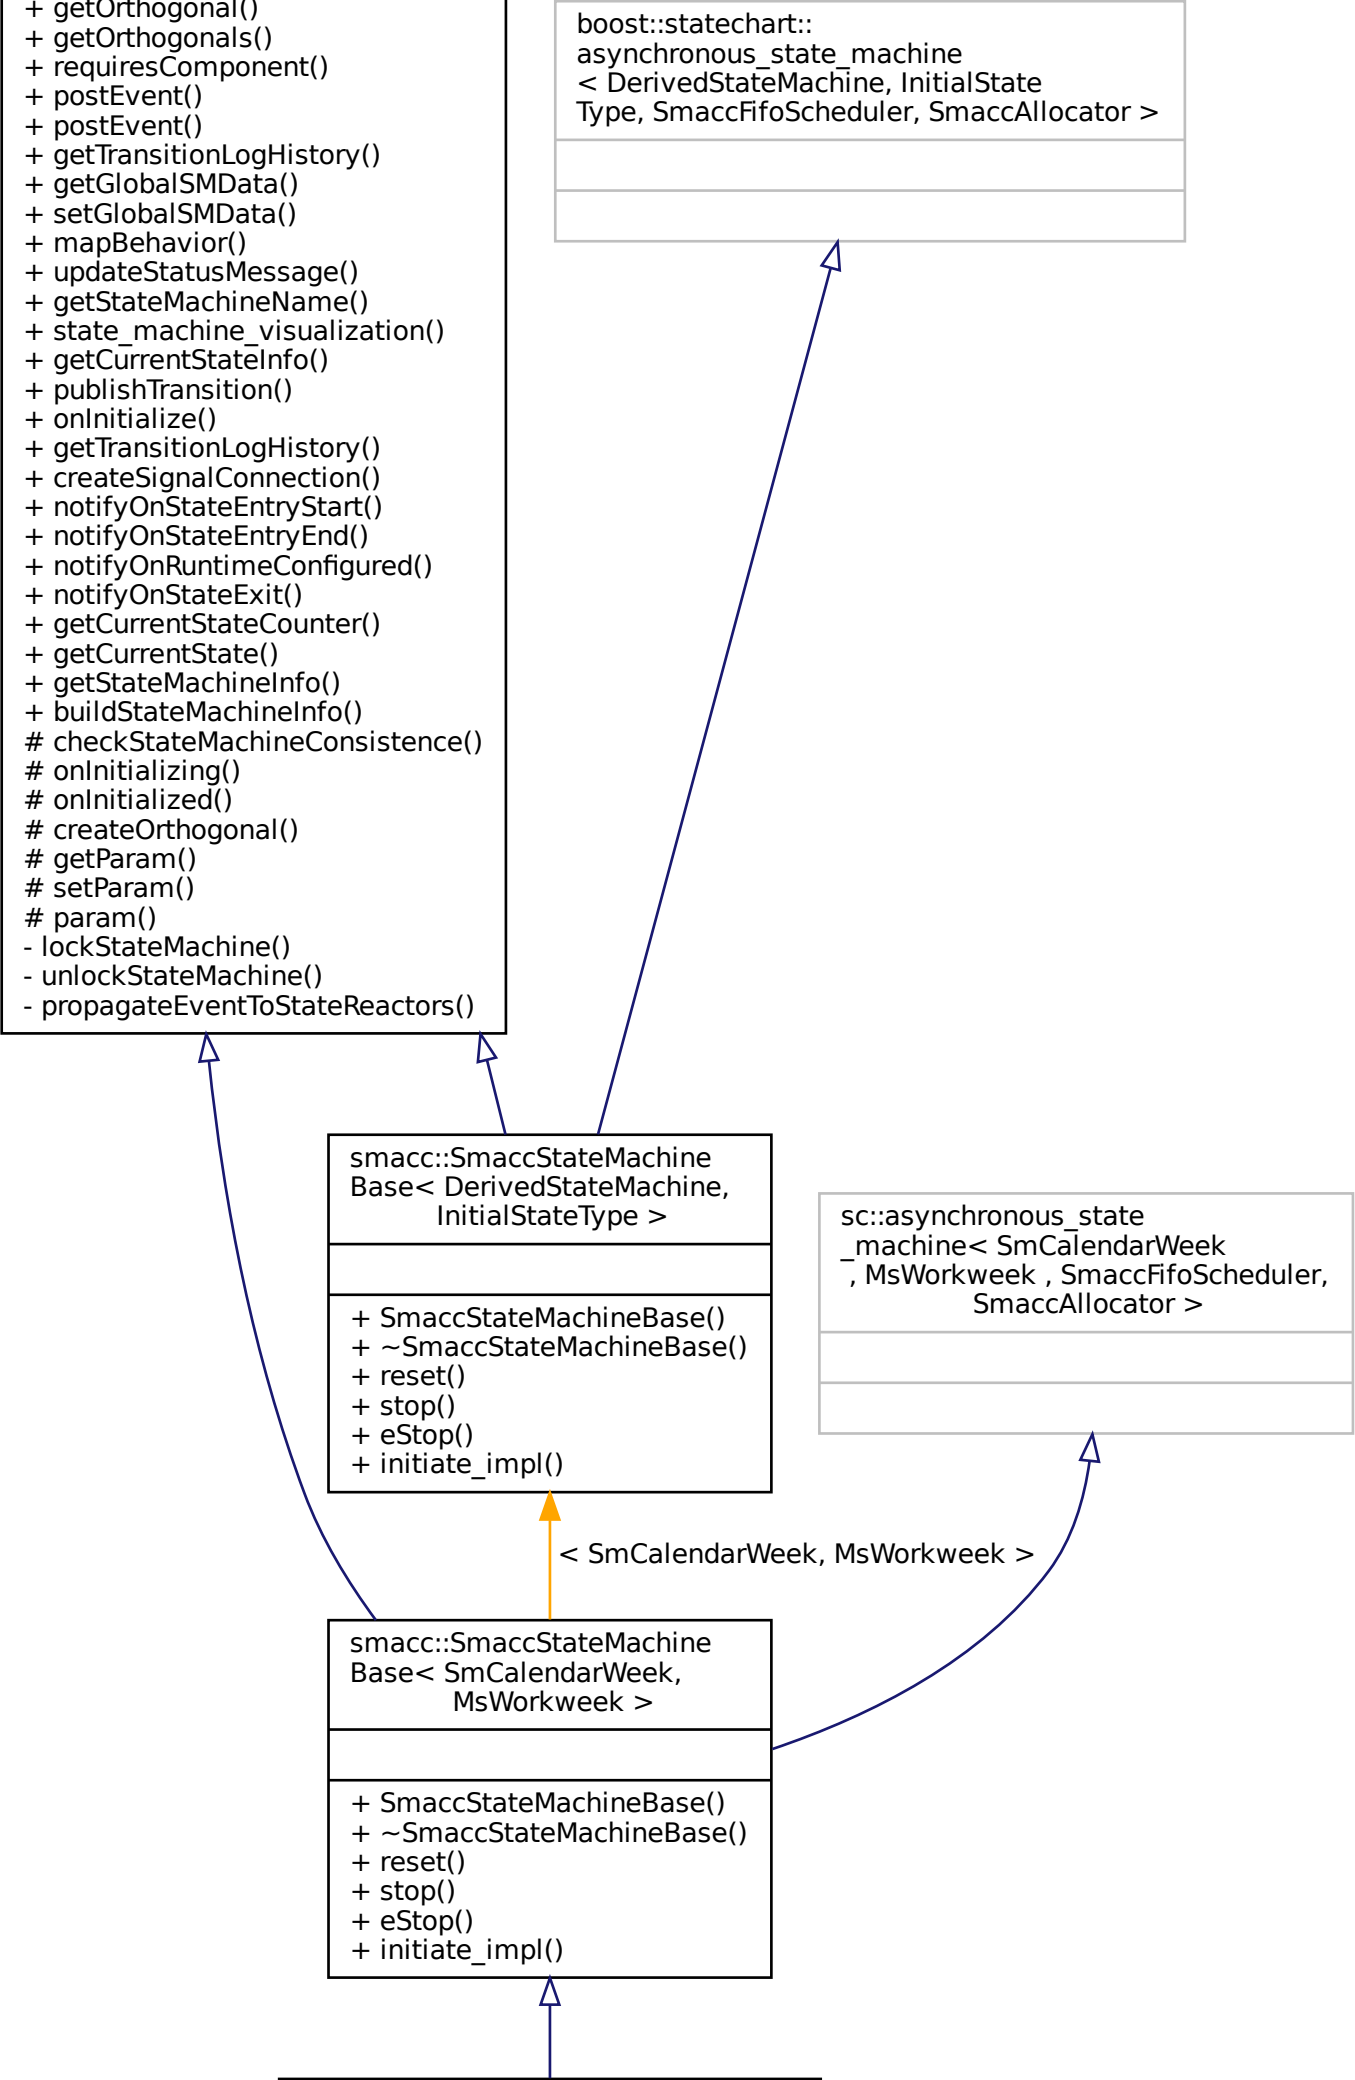 + getOrthogonal()
+ getOrthogonals()
+ requiresComponent()
+ postEvent()
+ postEvent()
+ getTransitionLogHistory()
+ getGlobalSMData()
+ setGlobalSMData()
+ mapBehavior()
+ updateStatusMessage()
+ getStateMachineName()
+ state_machine_visualization()
+ getCurrentStateInfo()
+ publishTransition()
+ onInitialize()
+ getTransitionLogHistory()
+ createSignalConnection()
+ notifyOnStateEntryStart()
+ notifyOnStateEntryEnd()
+ notifyOnRuntimeConfigured()
+ notifyOnStateExit()
+ getCurrentStateCounter()
+ getCurrentState()
+ getStateMachineInfo()
+ buildStateMachineInfo()
# checkStateMachineConsistence()
# onInitializing()
# onInitialized()
# createOrthogonal()
# getParam()
# setParam()
# param()
- lockStateMachine()
- unlockStateMachine()
- propagateEventToStateReactors()
boost::statechart::
asynchronous_state_machine
< DerivedStateMachine, InitialState
Type, SmaccFifoScheduler, SmaccAllocator >
smacc::SmaccStateMachine
Base< DerivedStateMachine,
InitialStateType >
+ SmaccStateMachineBase()
+ ~SmaccStateMachineBase()
+ reset()
+ stop()
+ eStop()
+ initiate_impl()
sc::asynchronous_state
_machine< SmCalendarWeek
, MsWorkweek , SmaccFifoScheduler,
SmaccAllocator >
< SmCalendarWeek, MsWorkweek >
smacc::SmaccStateMachine
Base< SmCalendarWeek,
MsWorkweek >
+ SmaccStateMachineBase()
+ ~SmaccStateMachineBase()
+ reset()
+ stop()
+ eStop()
+ initiate_impl()